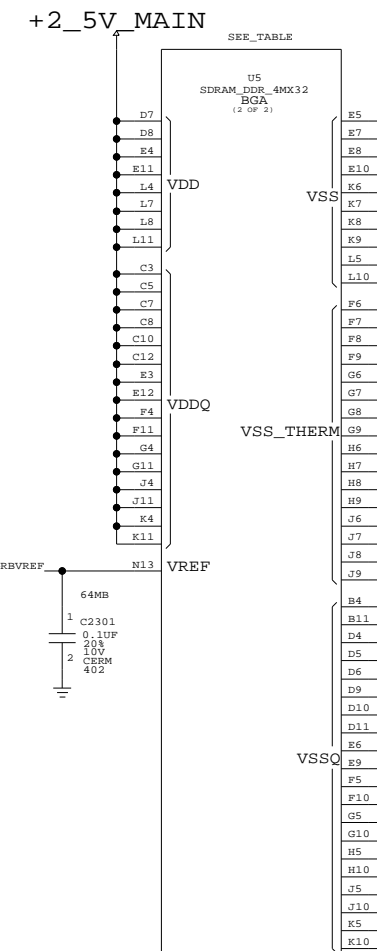 +2_5V_MAIN
SEE_TABLE
U5
SDRAM_DDR_4MX32
BGA
(2 OF 2)
D7
D8
E4
E11
L4
L7
L8
L11
VDD
C3
C5
C7
C8
C10
C12
E3
E12
F4
F11
G4
G11
J4
J11
K4
K11
VDDQ
RBVREF
N13
VREF
64MB
1
C2301
0.1UF
20%
10V
CERM
402
2
E5
E7
E8
E10
K6
K7
K8
K9
L5
L10
VSS
F6
F7
F8
F9
G6
G7
G8
G9
H6
H7
H8
H9
J6
J7
J8
J9
VSS_THERM
B4
B11
D4
D5
D6
D9
D10
D11
E6
E9
F5
F10
G5
G10
H5
H10
J5
J10
K5
K10
VSSQ